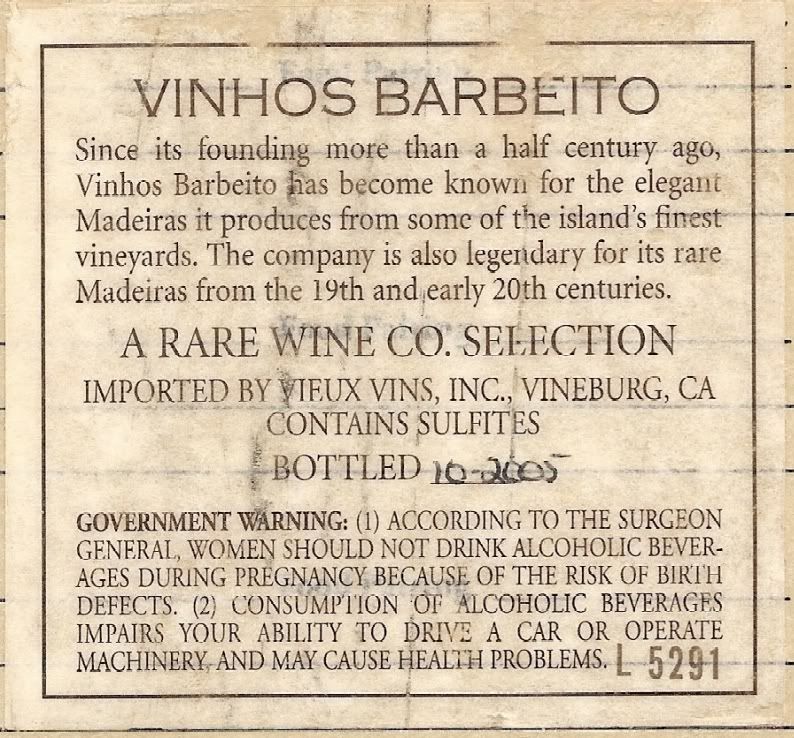 VINHOS BARBEITO
Since its founding more than a half century ago,
Vinhos Barbeito has become known for the elegant
Madeiras it produces from some of the island's finest
vineyards. The company is also legendary for its rare
Madeiras from the 19th and early 20th centuries.
A RARE WINE CO. SELECTION
IMPORTED BY VIEUX VINS, INC., VINEBURG, CA
CONTAINS SULFITES
BOTTLED 10-2005
GOVERNMENT WARNING: (1) ACCORDING TO THE SURGEON
GENERAL, WOMEN SHOULD NOT DRINK ALCOHOLIC BEVER-
AGES DURING PREGNANCY BECAUSE OF THE RISK OF BIRTH
DEFECTS. (2) CONSUMPTION OF ALCOHOLIC BEVERAGES
IMPAIRS YOUR ABILITY TO DRIVE A CAR OR OPERATE
MACHINERY, AND MAY CAUSE HEALTH PROBLEMS. L 5291